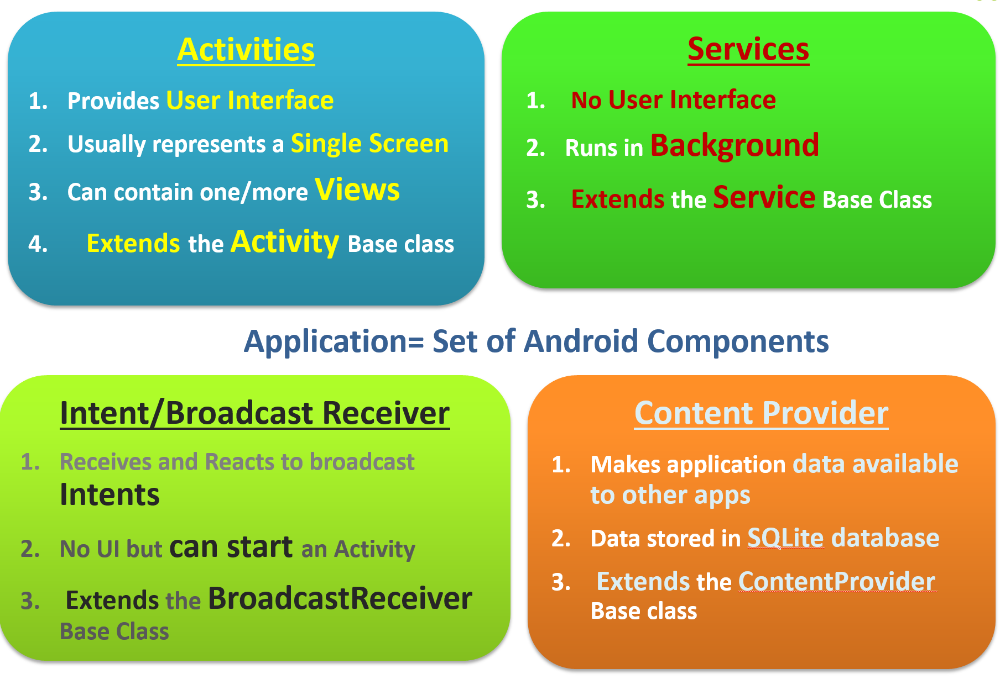 Activities
1. Provides User Interface
2. Usually represents a Single Screen
3. Can contain one/more Views
4. Extends the Activity Base class
Services
1. No User Interface
2. Runs in Background
3. Extends the Service Base Class
Application= Set of Android Components
Intent/Broadcast Receiver
1. Receives and Reacts to broadcast
Intents
2. No UI but can start an Activity
3. Extends the BroadcastReceiver
Base Class
Content Provider
1. Makes application data available
to other apps
2. Data stored in SQLite database
3. Extends the ContentProvider
Base class